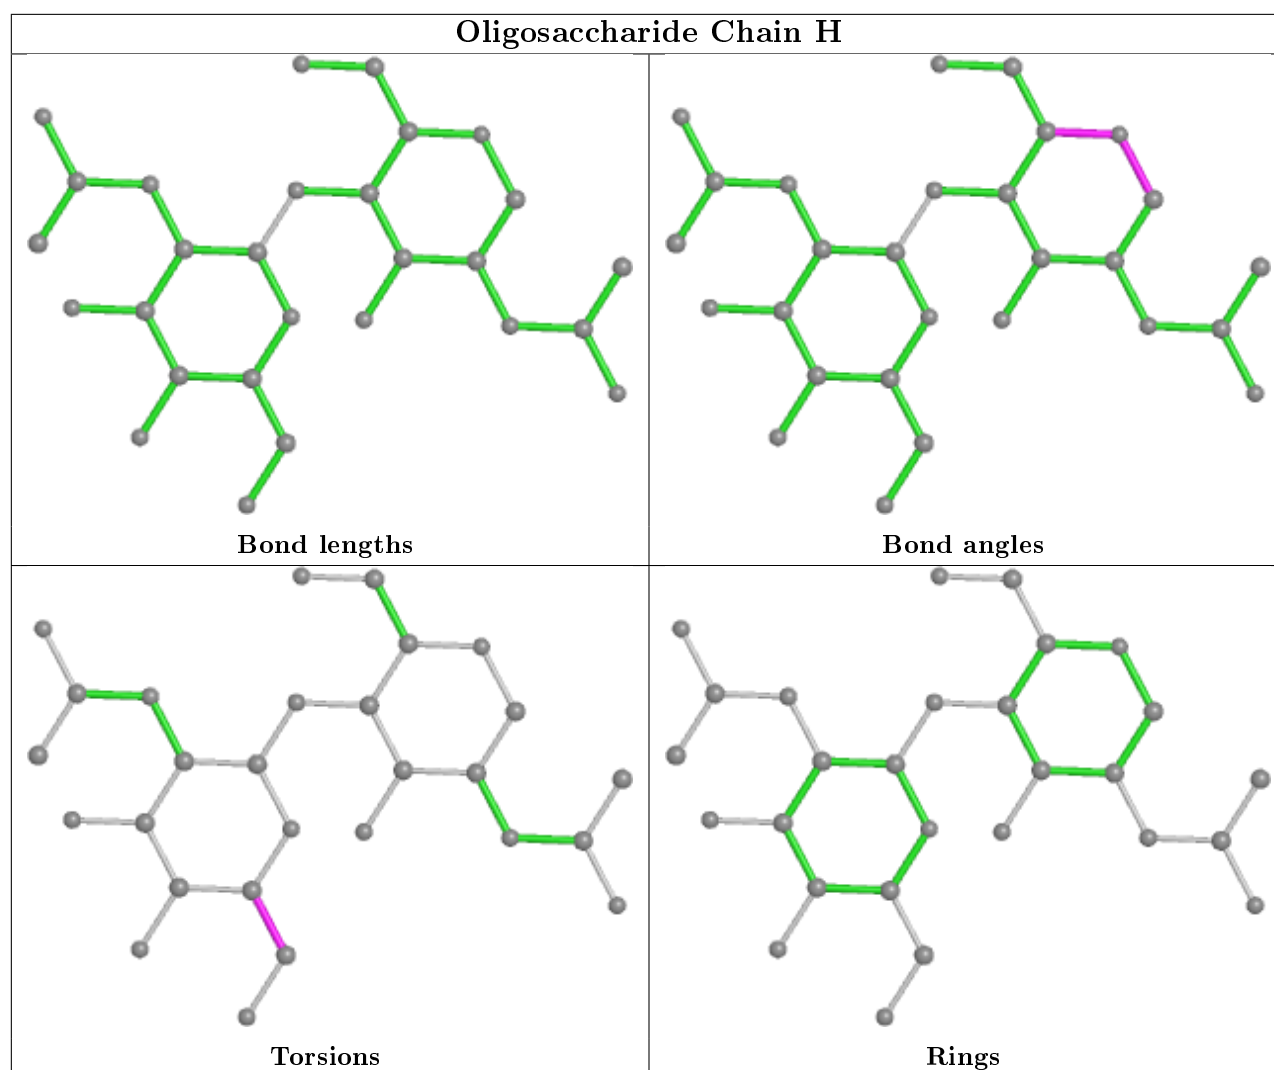 Oligosaccharide Chain H
Bond lengths
Bond angles
Torsions
Rings